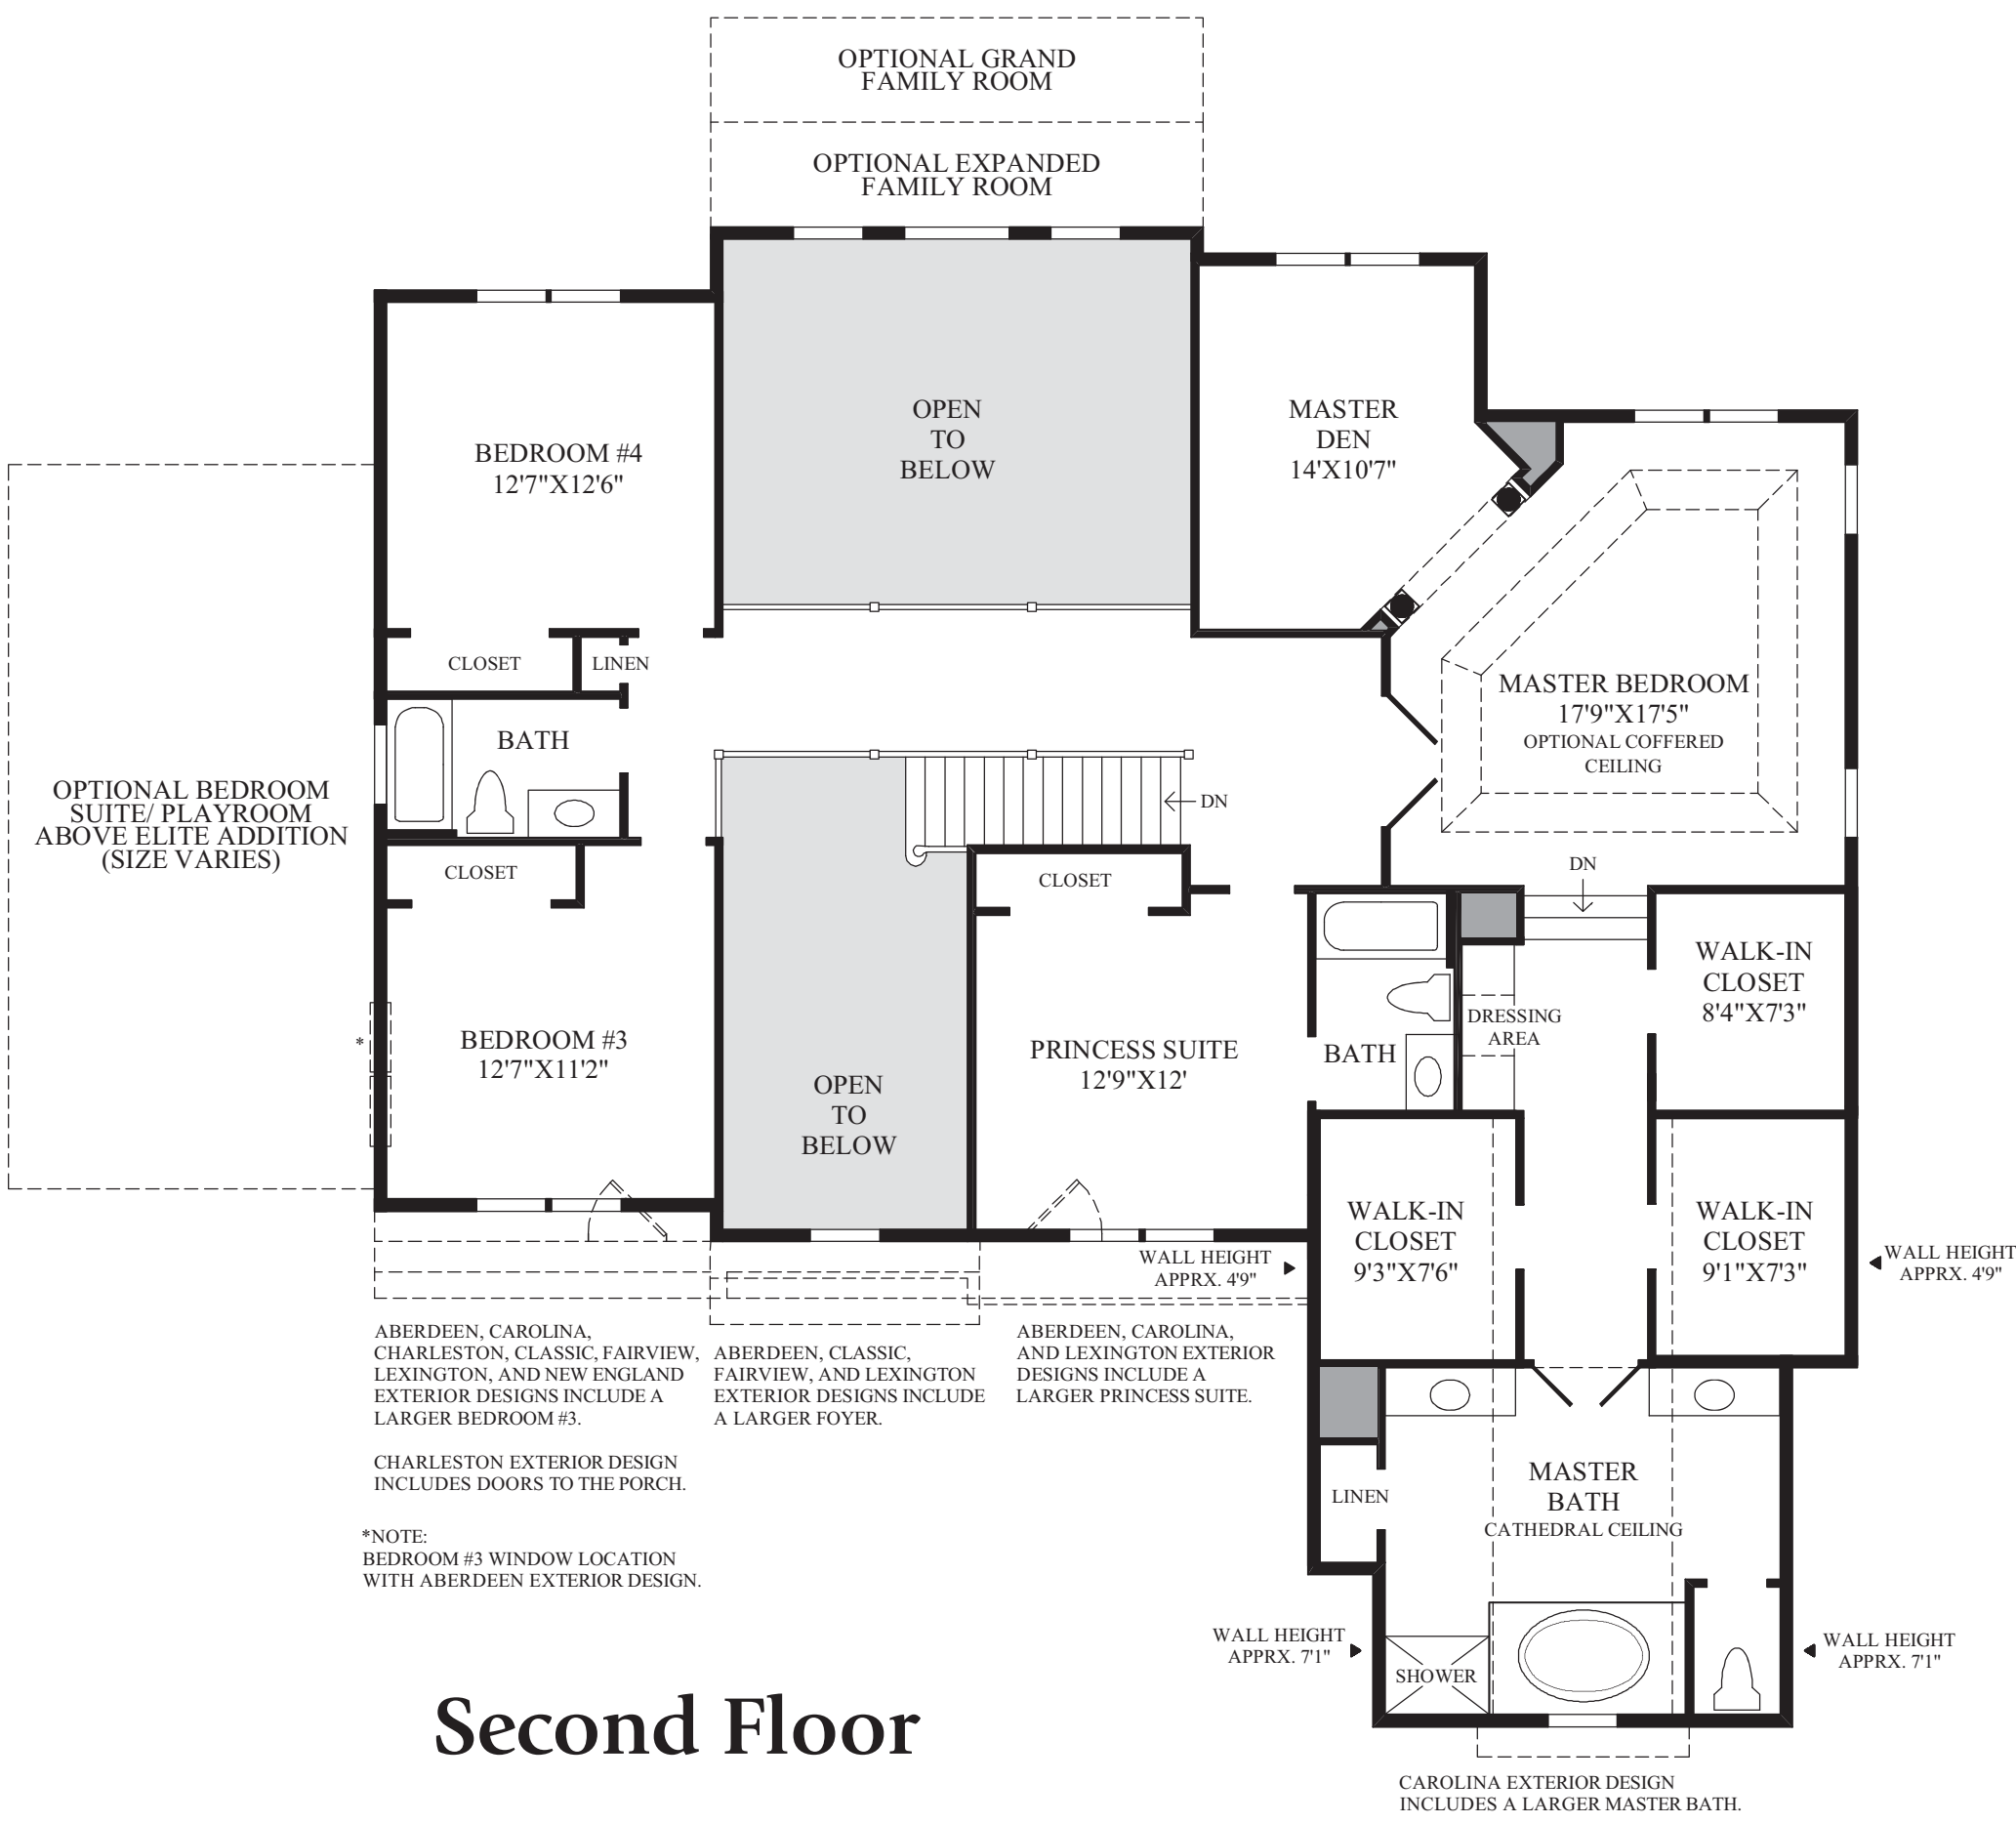 OPTIONAL GRAND
FAMILY ROOM
OPTIONAL EXPANDED
FAMILY ROOM
OPEN
TO
BELOW
MASTER
DEN
14'X10'7"
BEDROOM #4
12'7"X12'6"
CLOSET
LINEN
BATH
MASTER BEDROOM
17'9"X17'5"
OPTIONAL COFFERED
CEILING
OPTIONAL BEDROOM
SUITE/ PLAYROOM
ABOVE ELITE ADDITION
(SIZE VARIES)
DN
CLOSET
CLOSET
DN
WALK-IN
CLOSET
8'4"X7'3"
DRESSING
AREA
*
BEDROOM #3
12'7"X11'2"
PRINCESS SUITE
12'9"X12'
BATH
OPEN
TO
BELOW
WALK-IN
CLOSET
9'3"X7'6"
WALK-IN
CLOSET
9'1"X7'3"
WALL HEIGHT
APPRX. 4'9"
WALL HEIGHT
APPRX. 4'9"
ABERDEEN, CAROLINA,
CHARLESTON, CLASSIC, FAIRVIEW,
LEXINGTON, AND NEW ENGLAND
EXTERIOR DESIGNS INCLUDE A
LARGER BEDROOM #3.
CHARLESTON EXTERIOR DESIGN
INCLUDES DOORS TO THE PORCH.
*NOTE:
BEDROOM #3 WINDOW LOCATION
WITH ABERDEEN EXTERIOR DESIGN.
ABERDEEN, CLASSIC,
FAIRVIEW, AND LEXINGTON
EXTERIOR DESIGNS INCLUDE
A LARGER FOYER.
ABERDEEN, CAROLINA,
AND LEXINGTON EXTERIOR
DESIGNS INCLUDE A
LARGER PRINCESS SUITE.
LINEN
MASTER
BATH
CATHEDRAL CEILING
WALL HEIGHT
APPRX. 7'1"
SHOWER
WALL HEIGHT
APPRX. 7'1"
Second Floor
CAROLINA EXTERIOR DESIGN
INCLUDES A LARGER MASTER BATH.